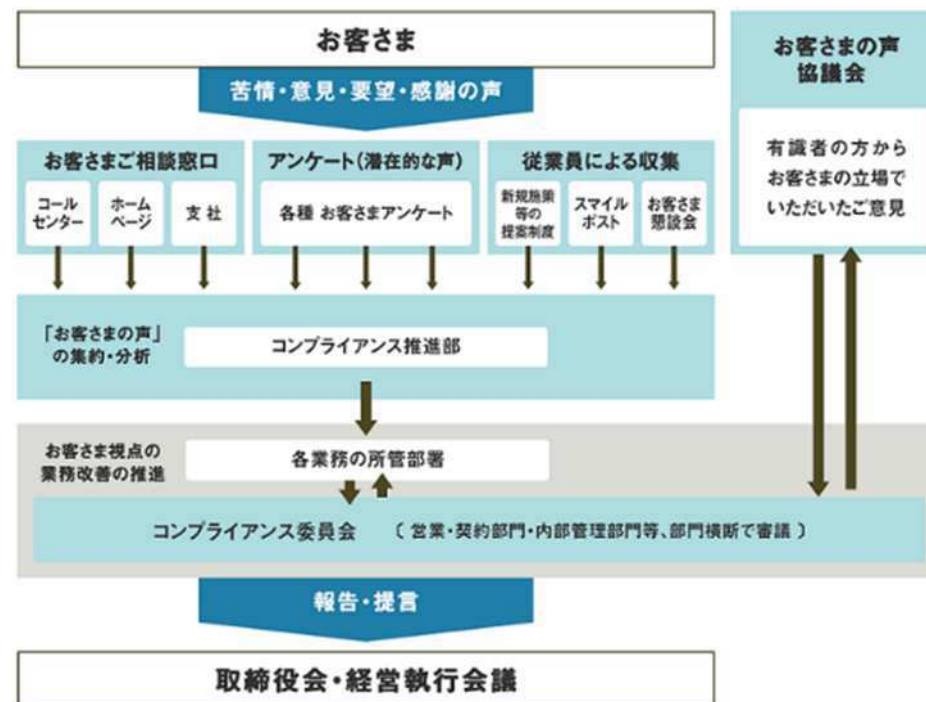 お客さま
苦情・意見・要望・感謝の声
お客さまの声
協議会
有識者の方から
お客さまの立場で
いただいたご意見
お客さまご相談窓口
コール
センター
ホーム
ページ
支社
アンケート(潜在的な声)
各種 お客さまアンケート
従業員による収集
新規施策
等の
提案制度
スマイル
ポスト
お客さま
懇談会
「お客さまの声」
の集約・分析
コンプライアンス推進部
お客さま視点の
業務改善の推進
各業務の所管部署
コンプライアンス委員会 ( 営業・契約部門・内部管理部門等、部門横断で審議 )
報告・提言
取締役会・経営執行会議